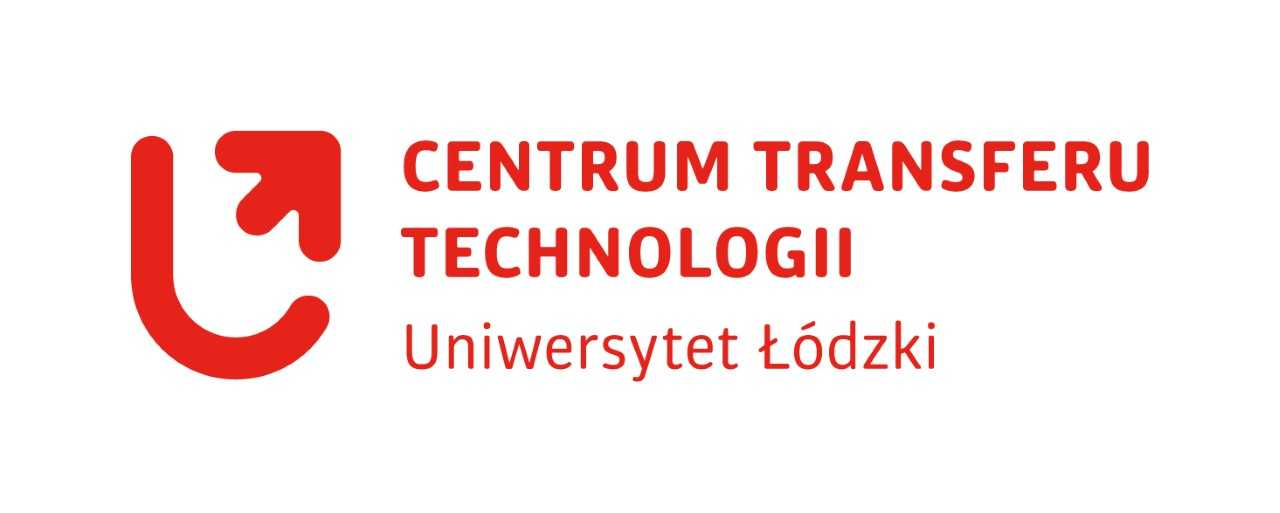 CENTRUM TRANSFERU
TECHNOLOGII
Uniwersytet Łódzki